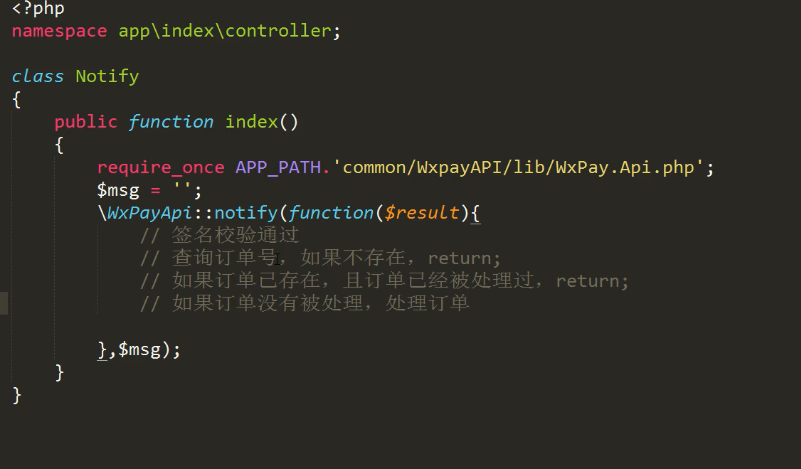 <?php
namespace app\index\controller;
class Notify
{
public function index()
{
require_once APP_PATH.'common/WxpayAPI/lib/WxPay.Api.php';
$msg = '';
\WxPayApi::notify(function($result){
// 签名校验通过
// 查询订单号，如果不存在，return;
// 如果订单已存在，且订单已经被处理过，return;
// 如果订单没有被处理，处理订单
},$msg);
}
}